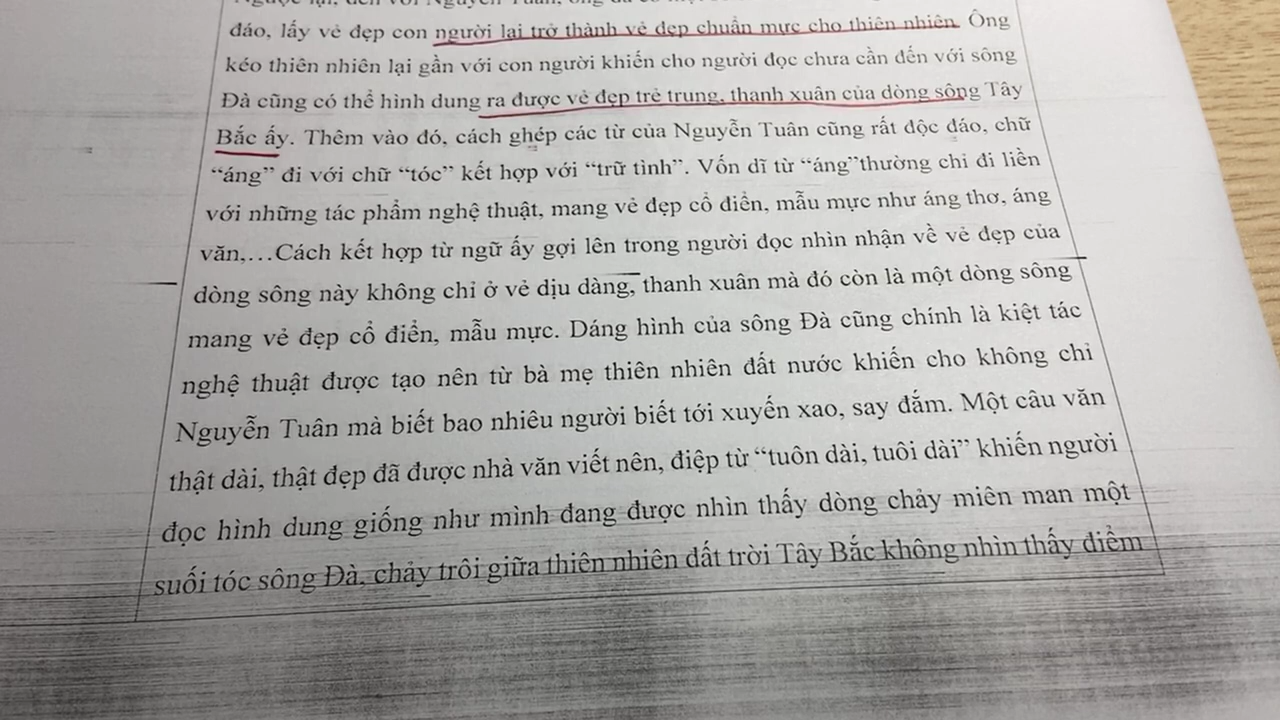 đáo, lấy vẻ đẹp con người lại trở thành vẻ đẹp chuẩn mực cho thiên nhiên. Ông
kéo thiên nhiên lại gần với con người khiến cho người đọc chưa cần đến với sông
Đà cũng có thể hình dung ra được vẻ đẹp trẻ trung, thanh xuân của dòng sông Tây
Bắc ấy. Thêm vào đó, cách ghép các từ của Nguyễn Tuân cũng rất độc đáo, chữ
“áng” đi với chữ “tóc” kết hợp với “trữ tình”. Vốn dĩ từ “áng”thường chỉ đi liền
với những tác phẩm nghệ thuật, mang vẻ đẹp cổ điển, mẫu mực như áng thơ, áng
văn,…Cách kết hợp từ ngữ ấy gợi lên trong người đọc nhìn nhận về vẻ đẹp của
dòng sông này không chỉ ở vẻ dịu dàng, thanh xuân mà đó còn là một dòng sông
mang vẻ đẹp cổ điển, mẫu mực. Dáng hình của sông Đà cũng chính là kiệt tác
nghệ thuật được tạo nên từ bà mẹ thiên nhiên đất nước khiến cho không chỉ
Nguyễn Tuân mà biết bao nhiêu người biết tới xuyến xao, say đắm. Một câu văn
thật dài, thật đẹp đã được nhà văn viết nên, điệp từ “tuôn dài, tuôi dài” khiến người
đọc hình dung giống như mình đang được nhìn thấy dòng chảy miên man một
suối tóc sông Đà, chảy trôi giữa thiên nhiên đất trời Tây Bắc không nhìn thấy điểm